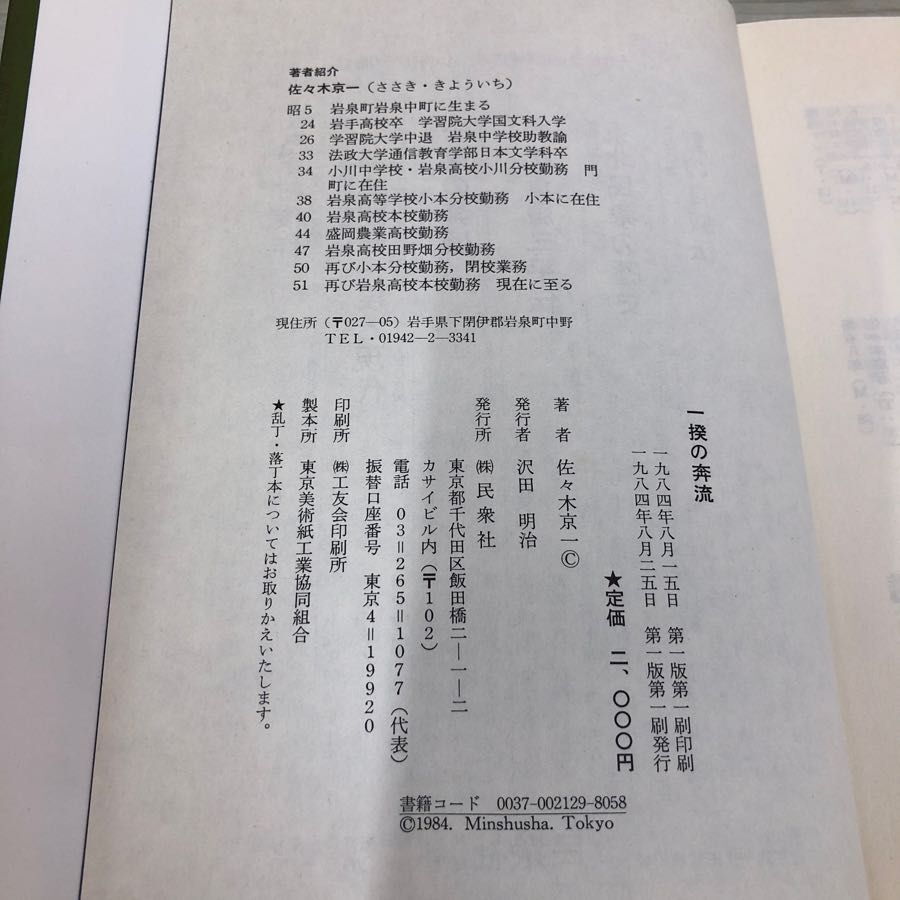 著者紹介
佐々木京一(ささき・きよういち)
昭5 岩泉町岩泉中町に生まる
24 岩手高校卒 学習院大学国文科入学
26 学習院大学中退 岩泉中学校助教諭
33 法政大学通信教育学部日本文学科卒
34 小川中学校・岩泉高校小川分校勤務 門
町に在住
38 岩泉高等学校小本分校勤務 小本に在住
40 岩泉高校本校勤務
44 盛岡農業高校勤務
47 岩泉高校田野畑分校勤務
50 再び小本分校勤務,閉校業務
51 再び岩泉高校本校勤務 現在に至る
現住所(〒027—05)岩手県下閉伊郡岩泉町中野
TEL・01942—2—3341
一揆の奔流
一九八四年八月一五日 第一版第一刷印刷
一九八四年八月二五日 第一版第一刷発行
★定価 二、〇〇〇円
著者 佐々木京一©
発行者 沢田 明治
発行所 ㈱民衆社
東京都千代田区飯田橋二—一—二
カサイビル内(〒102)
電話 03=265=1077(代表)
振替口座番号 東京4=19920
印刷所 ㈱工友会印刷所
製本所 東京美術紙工業協同組合
★乱丁・落丁本についてはお取りかえいたします。
書籍コード 0037-002129-8058
©1984. Minshusha. Tokyo